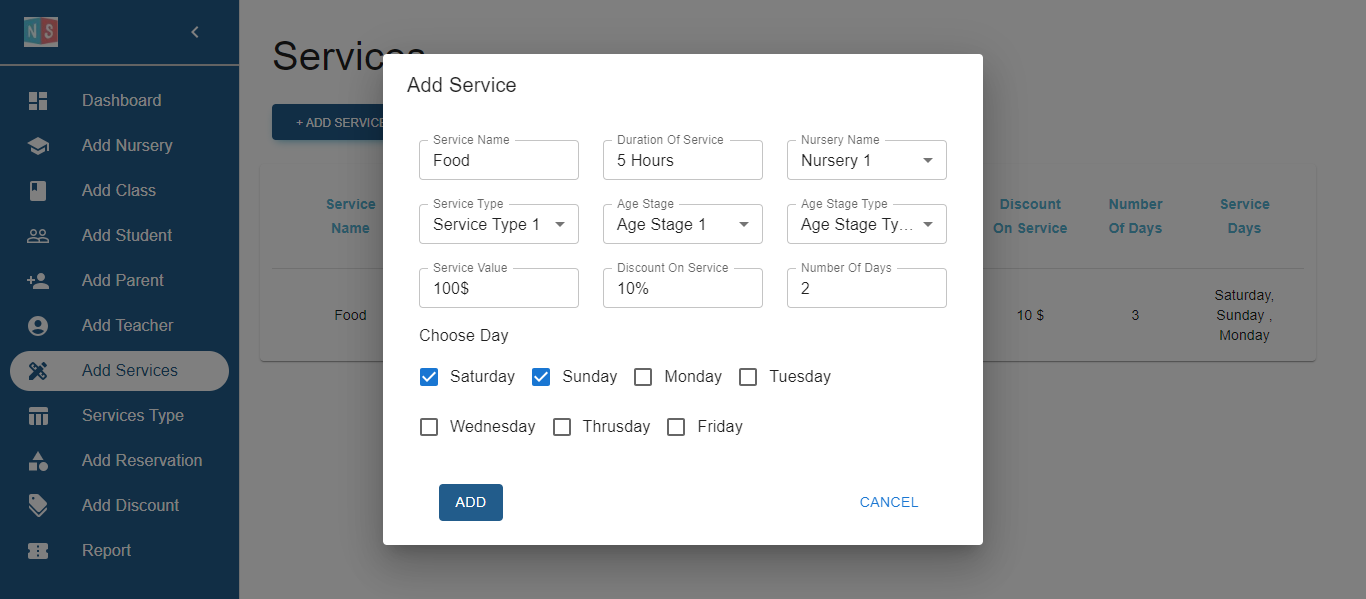 NS
Dashboard
Add Nursery
Add Class
Add Student
Add Parent
Add Teacher
Add Services
Services Type
Add Reservation
Add Discount
Report
Services
+ ADD SERVICE
Service
Name
Discount
On Service
Number
Of Days
Service
Days
Food
10 $
3
Saturday,
Sunday ,
Monday
Add Service
Service Name
Food
Duration Of Service
5 Hours
Nursery Name
Nursery 1
Service Type
Service Type 1
Age Stage
Age Stage 1
Age Stage Type
Age Stage Ty...
Service Value
100$
Discount On Service
10%
Number Of Days
2
Choose Day
Saturday Sunday Monday Tuesday
Wednesday Thrusday Friday
ADD CANCEL